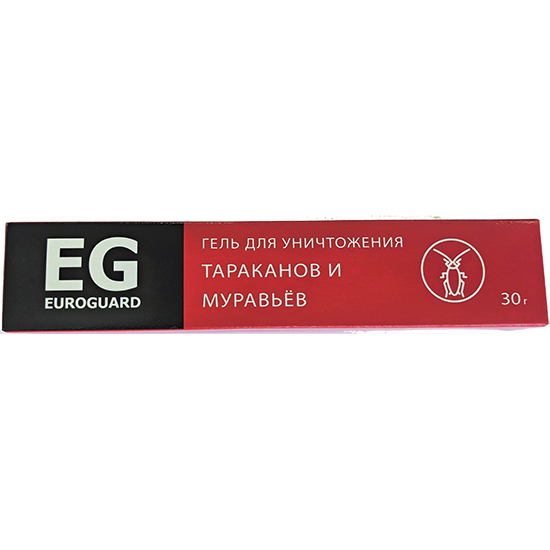 EG
EUROGUARD
ГЕЛЬ ДЛЯ УНИЧТОЖЕНИЯ
ТАРАКАНОВ И
МУРАВЬЁВ
30 г